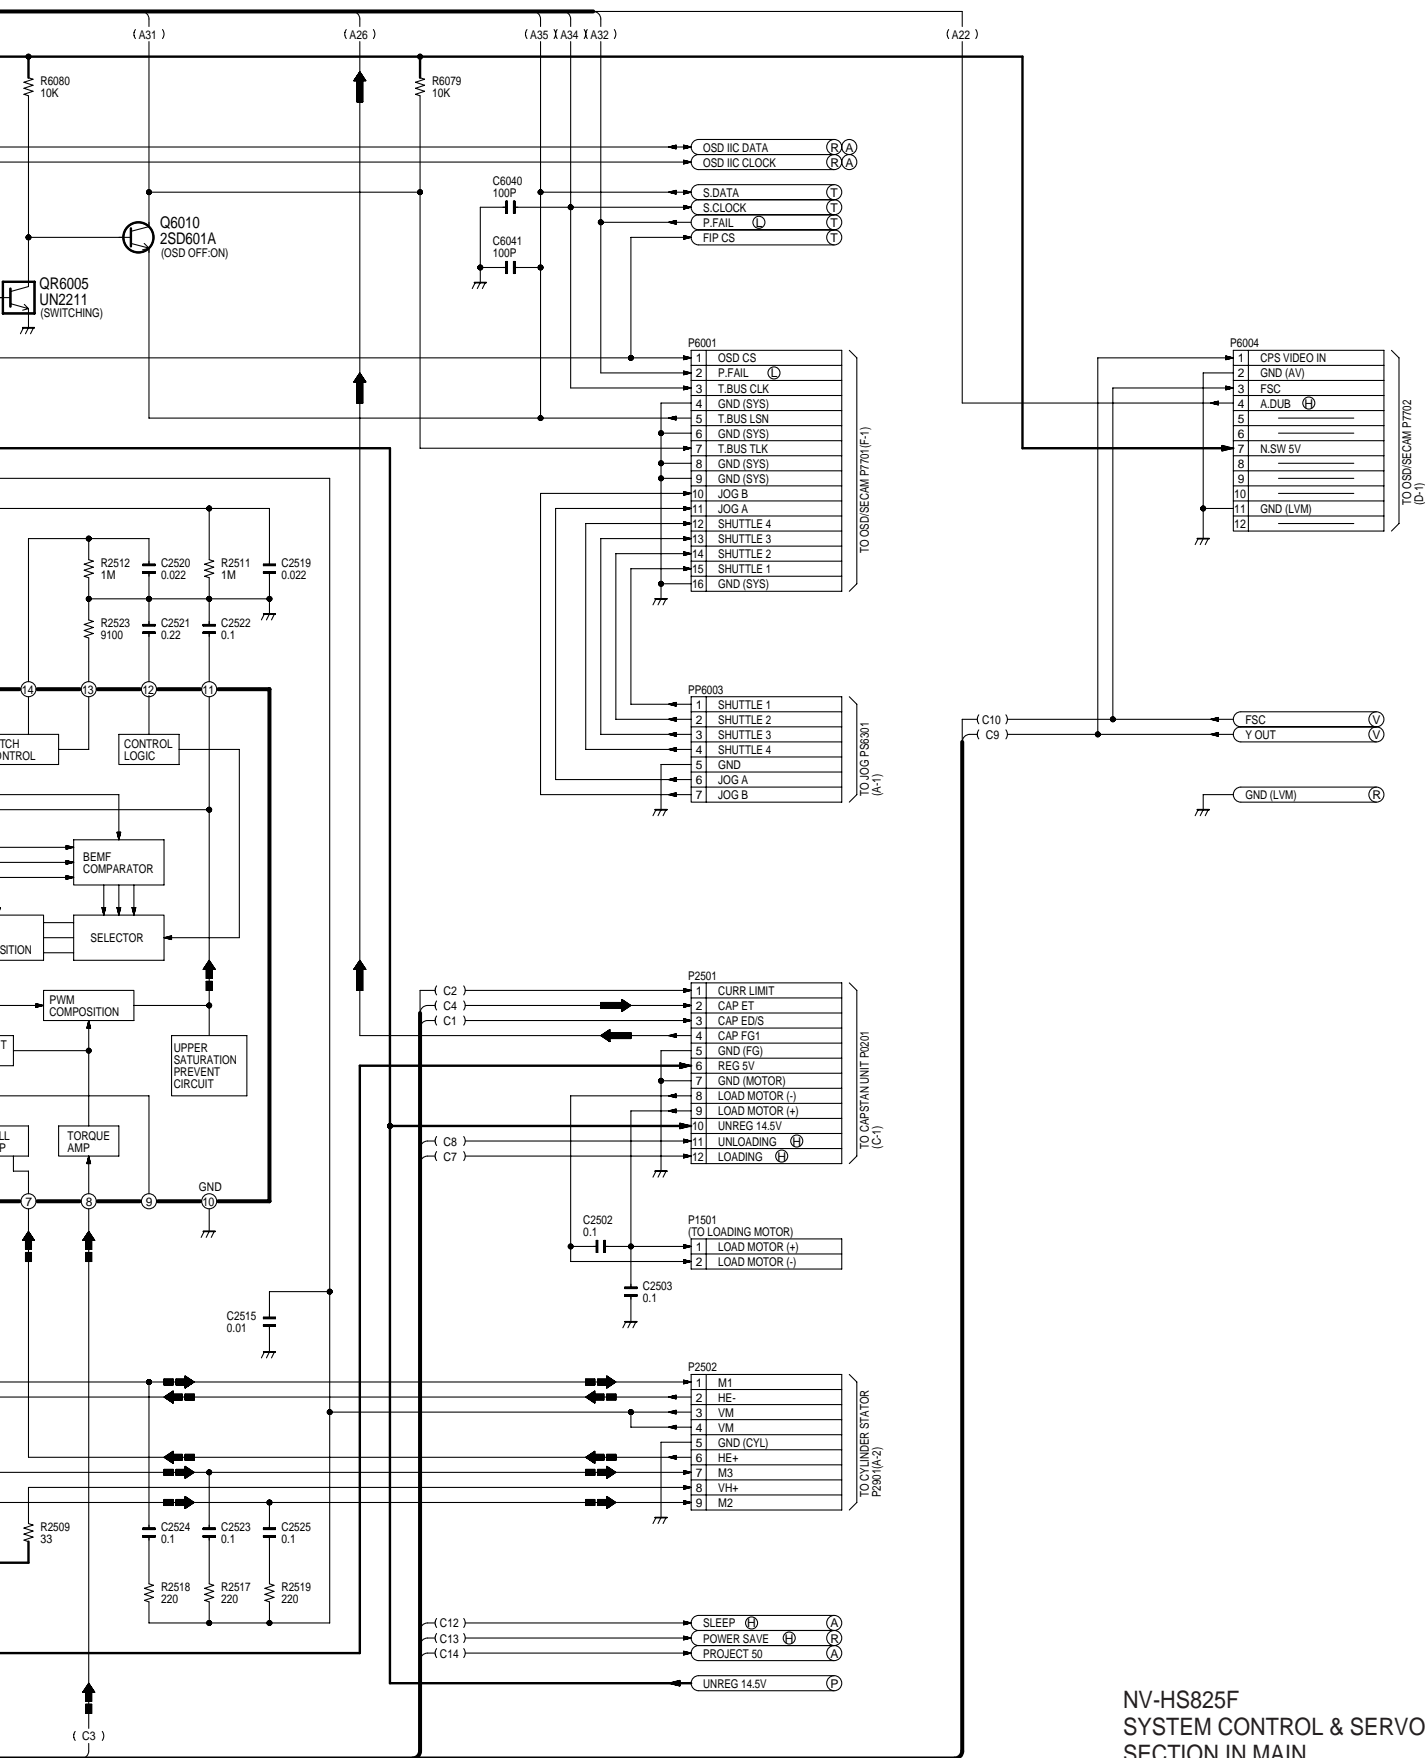 (A31) (A26) (A35)(A34)(A32) (A22)
R6080
10K
R6079
10K
OSD IIC DATA R A
OSD IIC CLOCK R A
C6040
100P
S.DATA T
S.CLOCK T
P.FAIL L T
FIP CS T
Q6010
2SD601A
(OSD OFF:ON)
C6041
100P
QR6005
UN2211
(SWITCHING)
P6001
1 OSD CS
2 P.FAIL L
3 T.BUS CLK
4 GND (SYS)
5 T.BUS LSN
6 GND (SYS)
7 T.BUS TLK
8 GND (SYS)
9 GND (SYS)
10 JOG B
11 JOG A
12 SHUTTLE 4
13 SHUTTLE 3
14 SHUTTLE 2
15 SHUTTLE 1
16 GND (SYS)
TO OSD/SECAM P7701(F-1)
P6004
1 CPS VIDEO IN
2 GND (AV)
3 FSC
4 A.DUB H
5
6
7 N.SW 5V
8
9
10
11 GND (LVM)
12
TO OSD/SECAM P7702
(D-1)
R2512
1M
C2520
0.022
R2511
1M
C2519
0.022
R2523
9100
C2521
0.22
C2522
0.1
14 13 12 11
TCH
NTROL
CONTROL
LOGIC
PP6003
1 SHUTTLE 1
2 SHUTTLE 2
3 SHUTTLE 3
4 SHUTTLE 4
5 GND
6 JOG A
7 JOG B
TO JOG PS6301
(A-1)
(C10) FSC V
(C9) Y OUT V
GND (LVM) R
BEMF
COMPARATOR
SITION
SELECTOR
PWM
COMPOSITION
T
UPPER
SATURATION
PREVENT
CIRCUIT
LL
P
TORQUE
AMP
GND
7 8 9 10
(C2)
(C4)
(C1)
(C8)
(C7)
P2501
1 CURR LIMIT
2 CAP ET
3 CAP ED/S
4 CAP FG1
5 GND (FG)
6 REG 5V
7 GND (MOTOR)
8 LOAD MOTOR (-)
9 LOAD MOTOR (+)
10 UNREG 14.5V
11 UNLOADING H
12 LOADING H
TO CAPSTAN UNIT P0201
(C-1)
C2502
0.1
P1501
(TO LOADING MOTOR)
1 LOAD MOTOR (+)
2 LOAD MOTOR (-)
C2503
0.1
C2515
0.01
P2502
1 M1
2 HE-
3 VM
4 VM
5 GND (CYL)
6 HE+
7 M3
8 VH+
9 M2
TO CYLINDER STATOR
P2901(A-2)
R2509
33
C2524
0.1
C2523
0.1
C2525
0.1
R2518
220
R2517
220
R2519
220
(C12) SLEEP H A
(C13) POWER SAVE H R
(C14) PROJECT 50 A
UNREG 14.5V P
(C3)
NV-HS825F
SYSTEM CONTROL & SERVO
SECTION IN MAIN